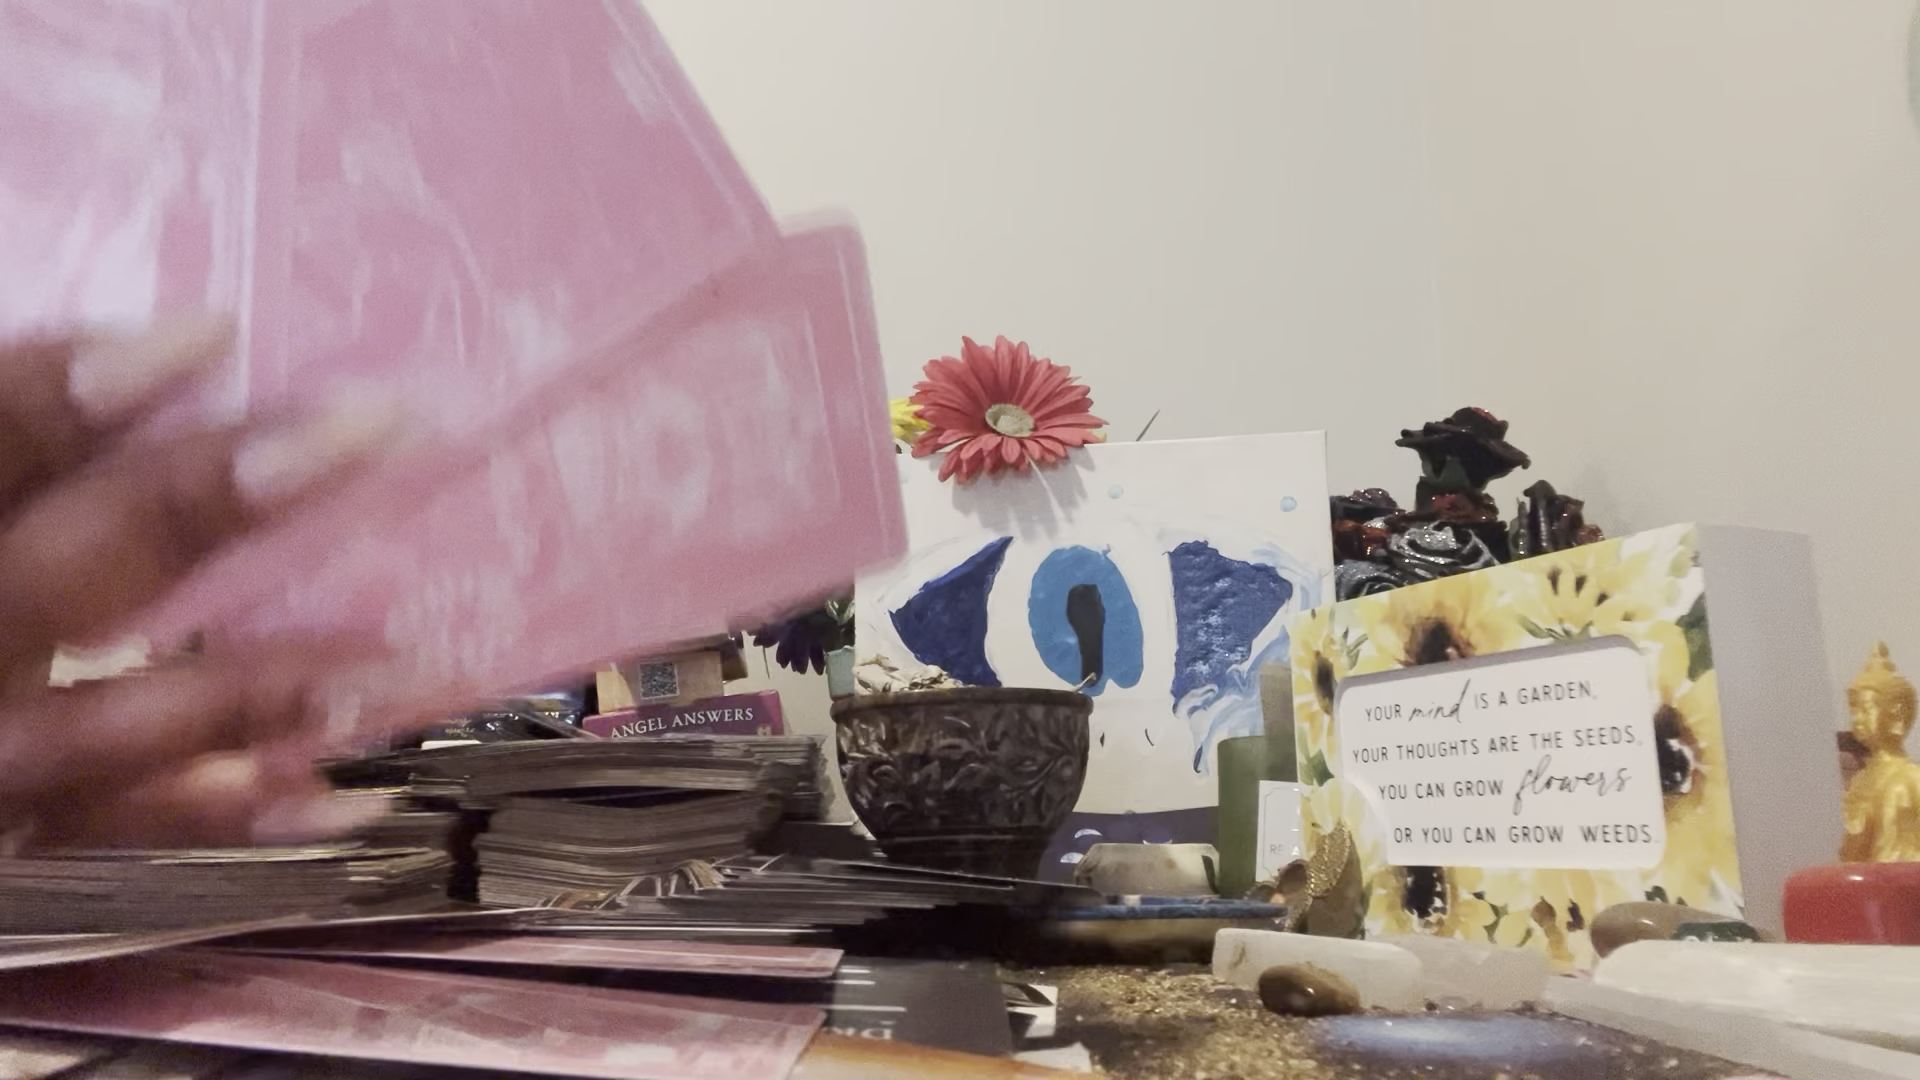 ANGEL ANSWERS
YOUR mind IS A GARDEN,
YOUR THOUGHTS ARE THE SEEDS,
YOU CAN GROW flowers
OR YOU CAN GROW WEEDS.